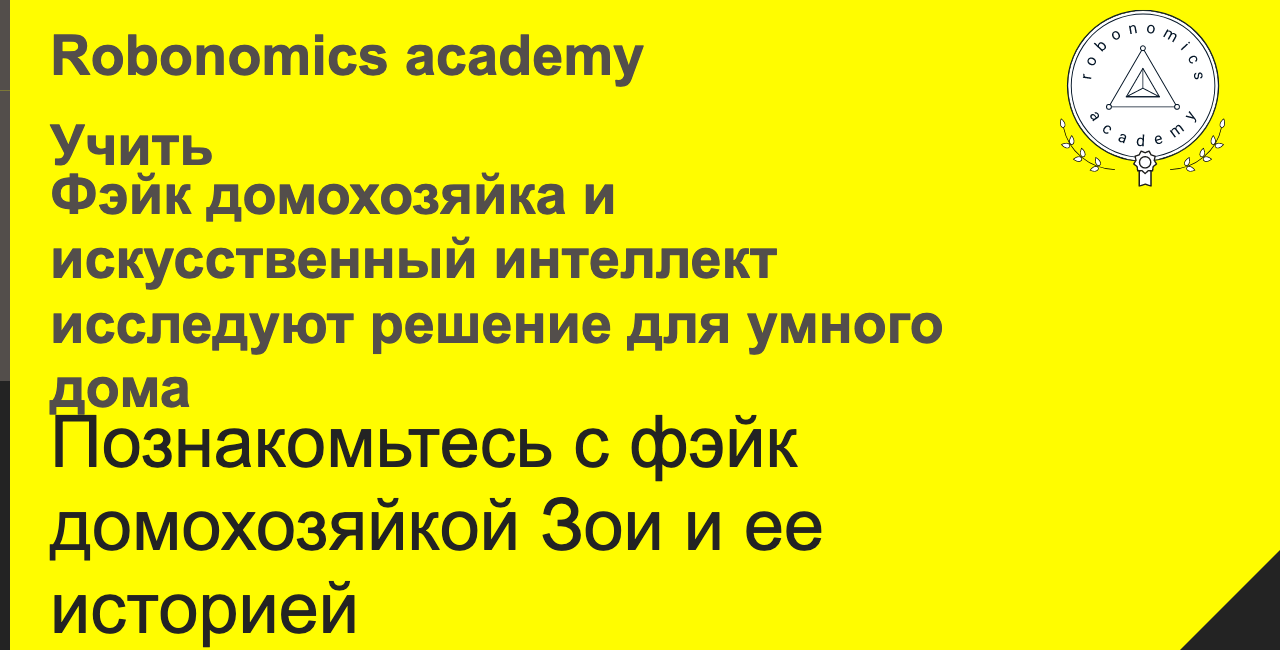 Robonomics academy
robonomics
academy
Учить
Фэйк домохозяйка и
искусственный интеллект
исследуют решение для умного
дома
Познакомьтесь с фэйк
домохозяйкой Зои и ее
историей